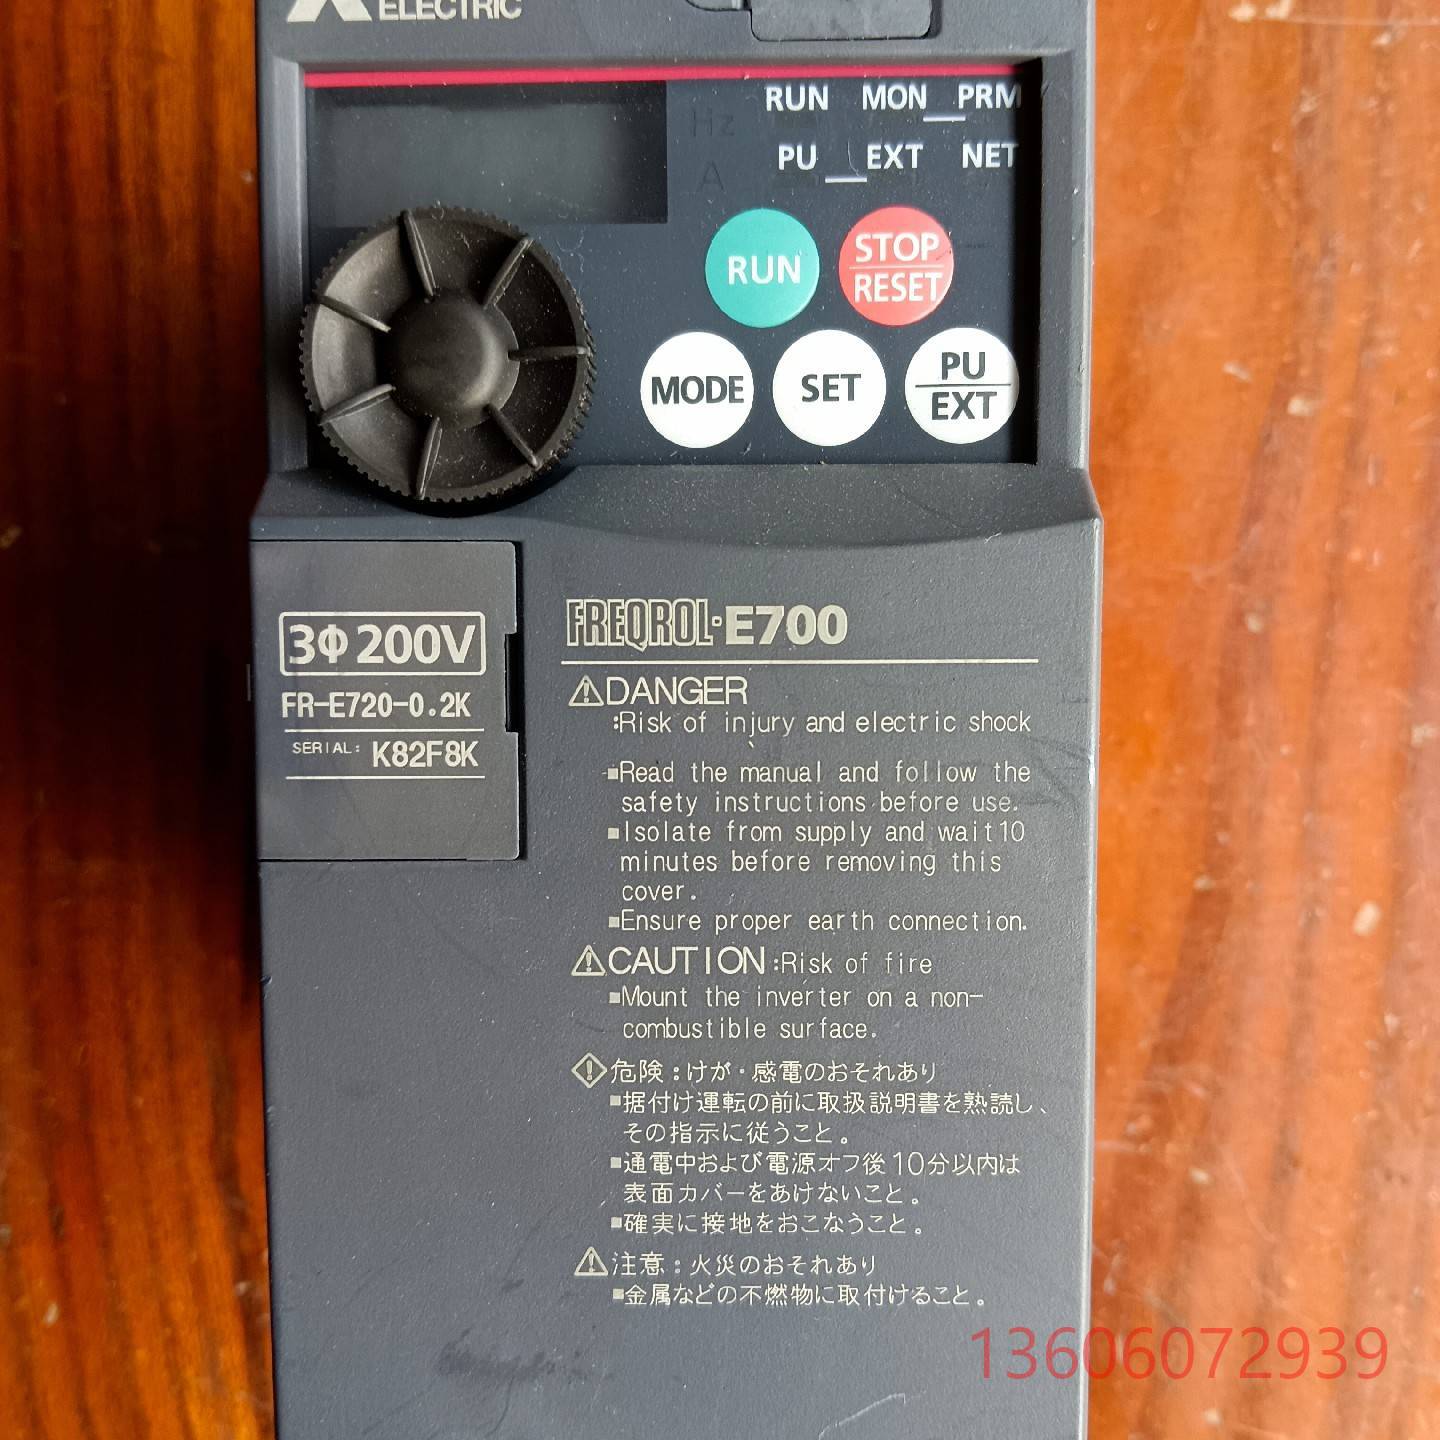 ELECTRIC
RUN MON PRM
Hz
PU EXT NET
A
RUN
STOP
RESET
MODE
SET
PU
EXT
3Φ 200V
FR-E720-0.2K
SERIAL: K82F8K
FREQROL-E700
DANGER
:Risk of injury and electric shock
■Read the manual and follow the
safety instructions before use.
■Isolate from supply and wait10
minutes before removing this
cover.
■Ensure proper earth connection.
CAUTION:Risk of fire
■Mount the inverter on a non-
combustible surface.
危険：けが・感電のおそれあり
■据付け運転の前に取扱説明書を熟読し、
その指示に従うこと。
■通電中および電源オフ後10分以内は
表面カバーをあけないこと。
■確実に接地をおこなうこと。
注意：火災のおそれあり
■金属などの不燃物に取付けること。
13606072939